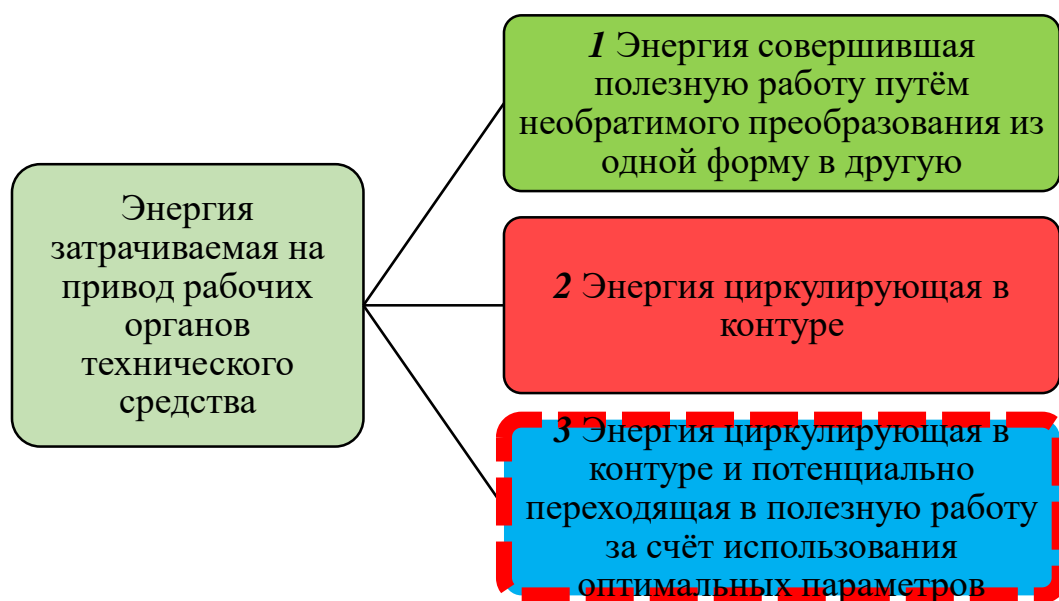 Энергия
затрачиваемая на
привод рабочих
органов
технического
средства
1 Энергия совершившая
полезную работу путём
необратимого преобразования из
одной форму в другую
2 Энергия циркулирующая в
контуре
3 Энергия циркулирующая в
контуре и потенциально
переходящая в полезную работу
за счёт использования
оптимальных параметров